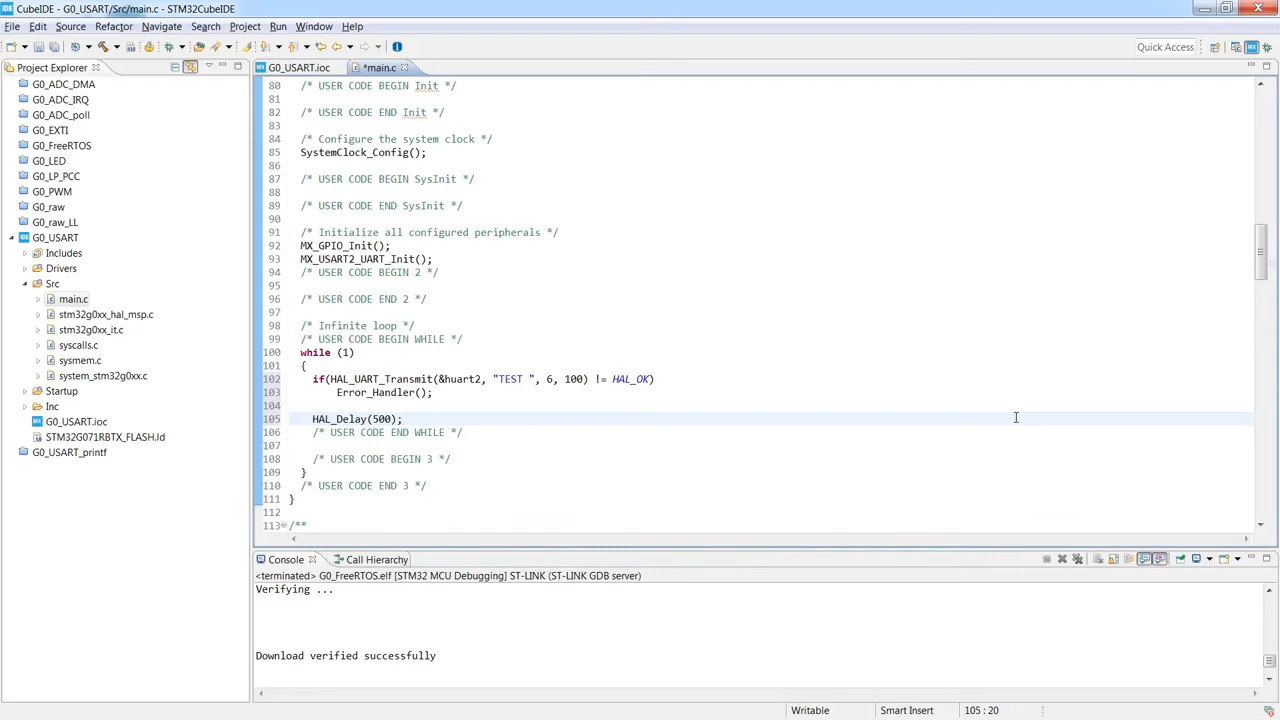 CubeIDE - G0_USART/Src/main.c - STM32CubeIDE
File Edit Source Refactor Navigate Search Project Run Window Help
Quick Access
Project Explorer
G0_ADC_DMA
G0_ADC_IRQ
G0_ADC_poll
G0_EXTI
G0_FreeRTOS
G0_LED
G0_LP_PCC
G0_PWM
G0_raw
G0_raw_LL
G0_USART
Includes
Drivers
Src
main.c
stm32g0xx_hal_msp.c
stm32g0xx_it.c
syscalls.c
sysmem.c
system_stm32g0xx.c
Startup
Inc
G0_USART.ioc
STM32G071RBTX_FLASH.ld
G0_USART_printf
G0_USART.ioc *main.c
80 /* USER CODE BEGIN Init */
81
82 /* USER CODE END Init */
83
84 /* Configure the system clock */
85 SystemClock_Config();
86
87 /* USER CODE BEGIN SysInit */
88
89 /* USER CODE END SysInit */
90
91 /* Initialize all configured peripherals */
92 MX_GPIO_Init();
93 MX_USART2_UART_Init();
94 /* USER CODE BEGIN 2 */
95
96 /* USER CODE END 2 */
97
98 /* Infinite loop */
99 /* USER CODE BEGIN WHILE */
100 while (1)
101 {
102 if(HAL_UART_Transmit(&huart2, "TEST ", 6, 100) != HAL_OK)
103 Error_Handler();
104
105 HAL_Delay(500);
106 /* USER CODE END WHILE */
107
108 /* USER CODE BEGIN 3 */
109 }
110 /* USER CODE END 3 */
111 }
112
113 /**
Console Call Hierarchy
<terminated> G0_FreeRTOS.elf [STM32 MCU Debugging] ST-LINK (ST-LINK GDB server)
Verifying ...
Download verified successfully
Writable Smart Insert 105 : 20